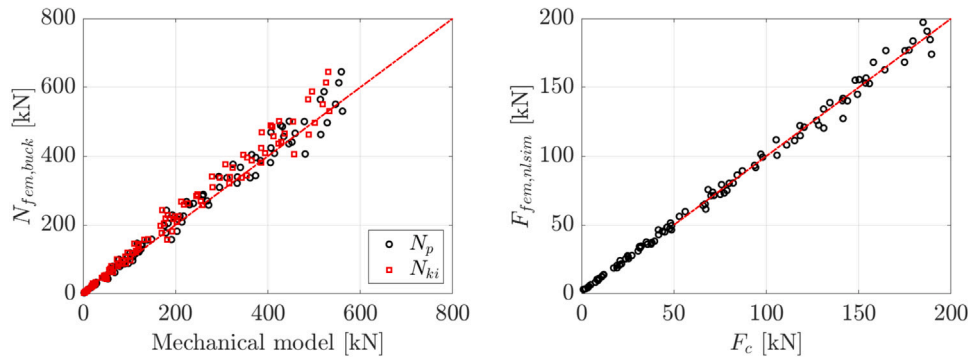 800
600
400
200
0
N_{fem,buck} [kN]
N_p
N_{ki}
0 200 400 600 800
Mechanical model [kN]
200
150
100
50
0
F_{fem,nlsim} [kN]
0 50 100 150 200
F_c [kN]